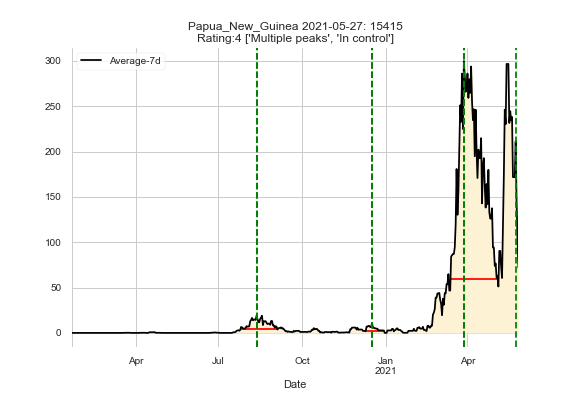 Papua_New_Guinea 2021-05-27: 15415
Rating:4 ['Multiple peaks', 'In control']
Average-7d
300
250
200
150
100
50
0
Apr
Jul
Oct
Jan
2021
Apr
Date